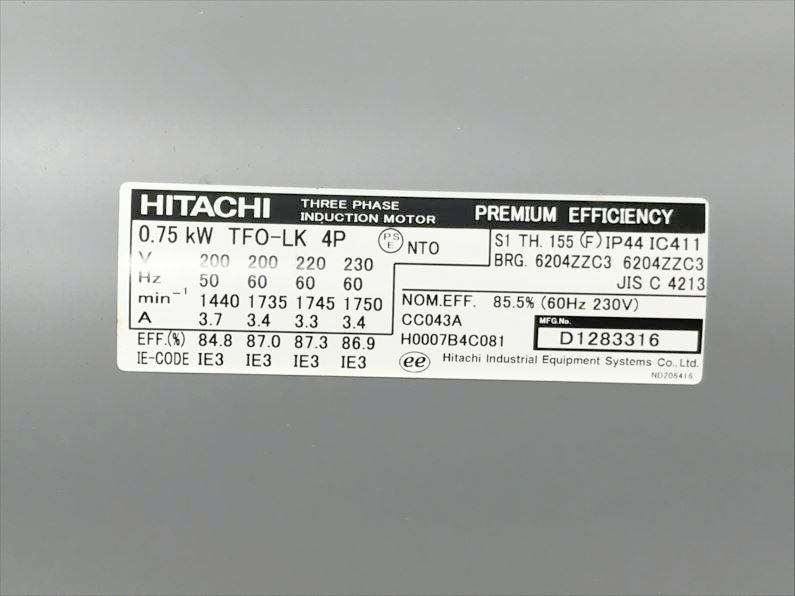 HITACHI THREE PHASE INDUCTION MOTOR PREMIUM EFFICIENCY
0.75 kW TFO-LK 4P PSE NTO
V 200 200 220 230
Hz 50 60 60 60
min⁻¹ 1440 1735 1745 1750
A 3.7 3.4 3.3 3.4
EFF.(%) 84.8 87.0 87.3 86.9
IE-CODE IE3 IE3 IE3 IE3
S1 TH. 155 (F) IP44 IC411
BRG. 6204ZZC3 6204ZZC3
JIS C 4213
NOM.EFF. 85.5% (60Hz 230V)
CC043A
H0007B4C081
MFG.No.
D1283316
ee Hitachi Industrial Equipment Systems Co., Ltd.
ND206416